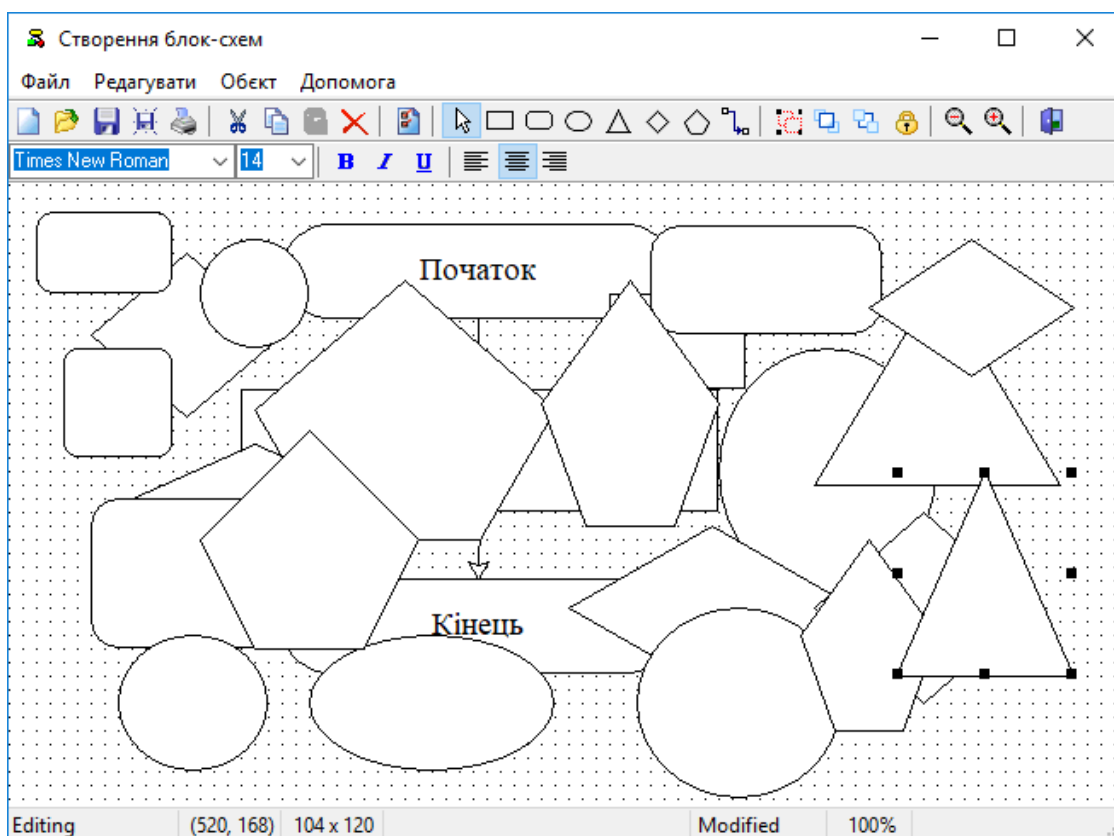 Створення блок-схем
Файл Редагувати Обєкт Допомога
Times New Roman 14 B I U
Початок
Кінець
Editing (520, 168) 104 x 120 Modified 100%